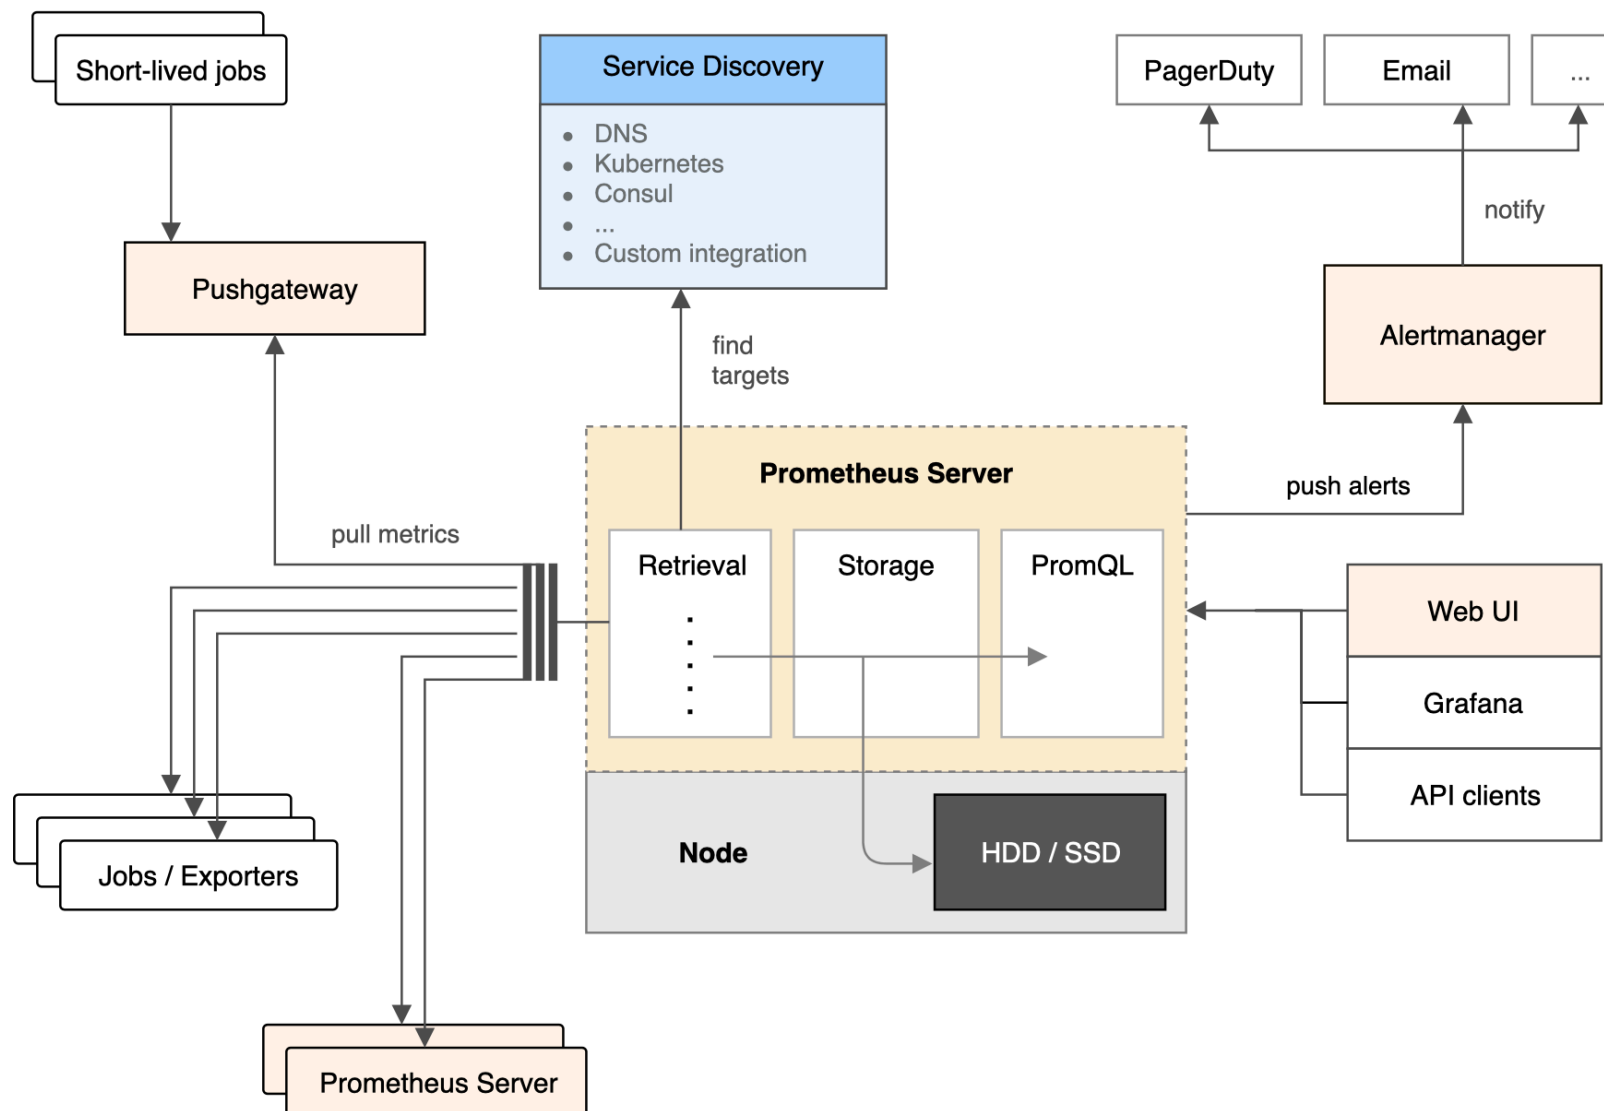 Short-lived jobs
Service Discovery
DNS
Kubernetes
Consul
...
Custom integration
PagerDuty
Email
...
notify
Pushgateway
Alertmanager
find
targets
Prometheus Server
push alerts
pull metrics
Retrieval
Storage
PromQL
Web UI
Grafana
API clients
Node
HDD / SSD
Jobs / Exporters
Prometheus Server